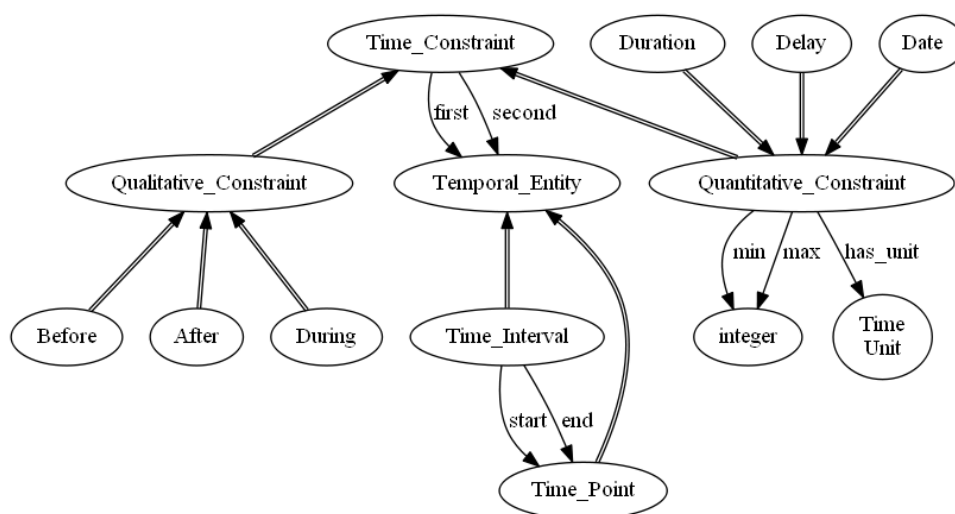 Time_Constraint
Duration
Delay
Date
first
second
Qualitative_Constraint
Temporal_Entity
Quantitative_Constraint
min
max
has_unit
Before
After
During
Time_Interval
integer
Time
Unit
start
end
Time_Point